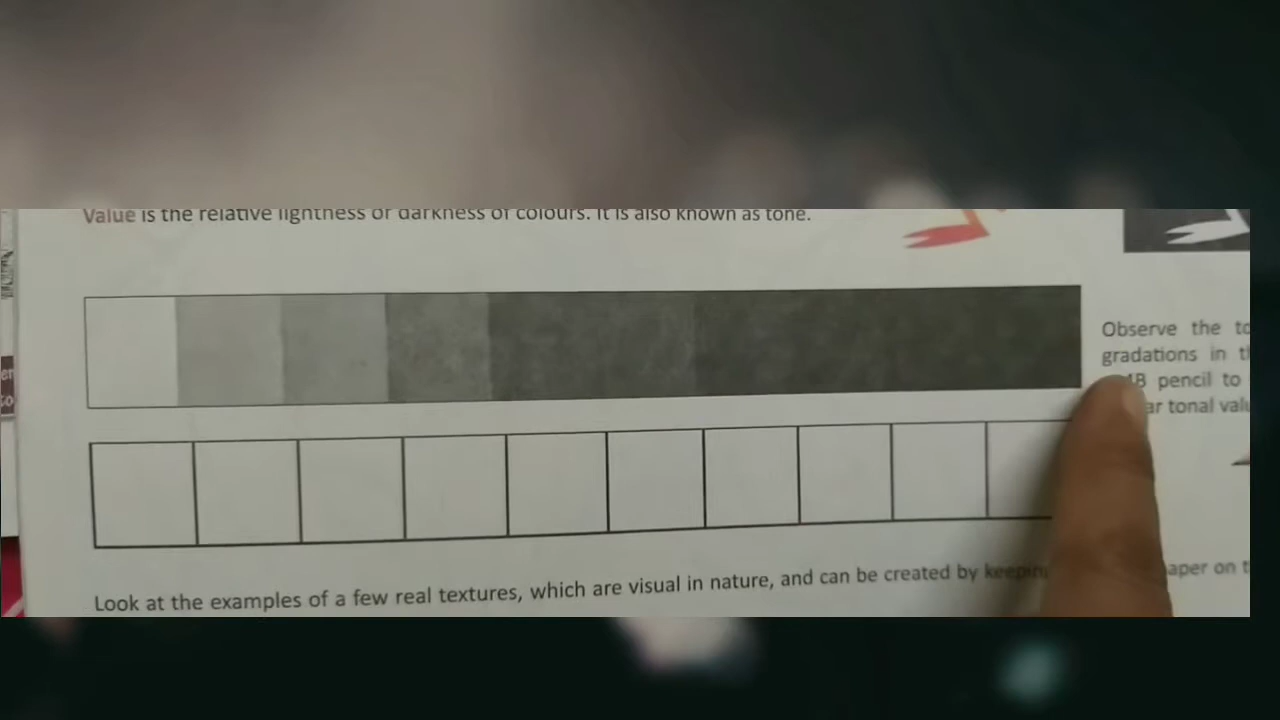 Value is the relative lightness or darkness of colours. It is also known as tone.
Observe the
gradations in
pencil to
tonal
Look at the examples of a few real textures, which are visual in nature, and can be created by keeping aper on